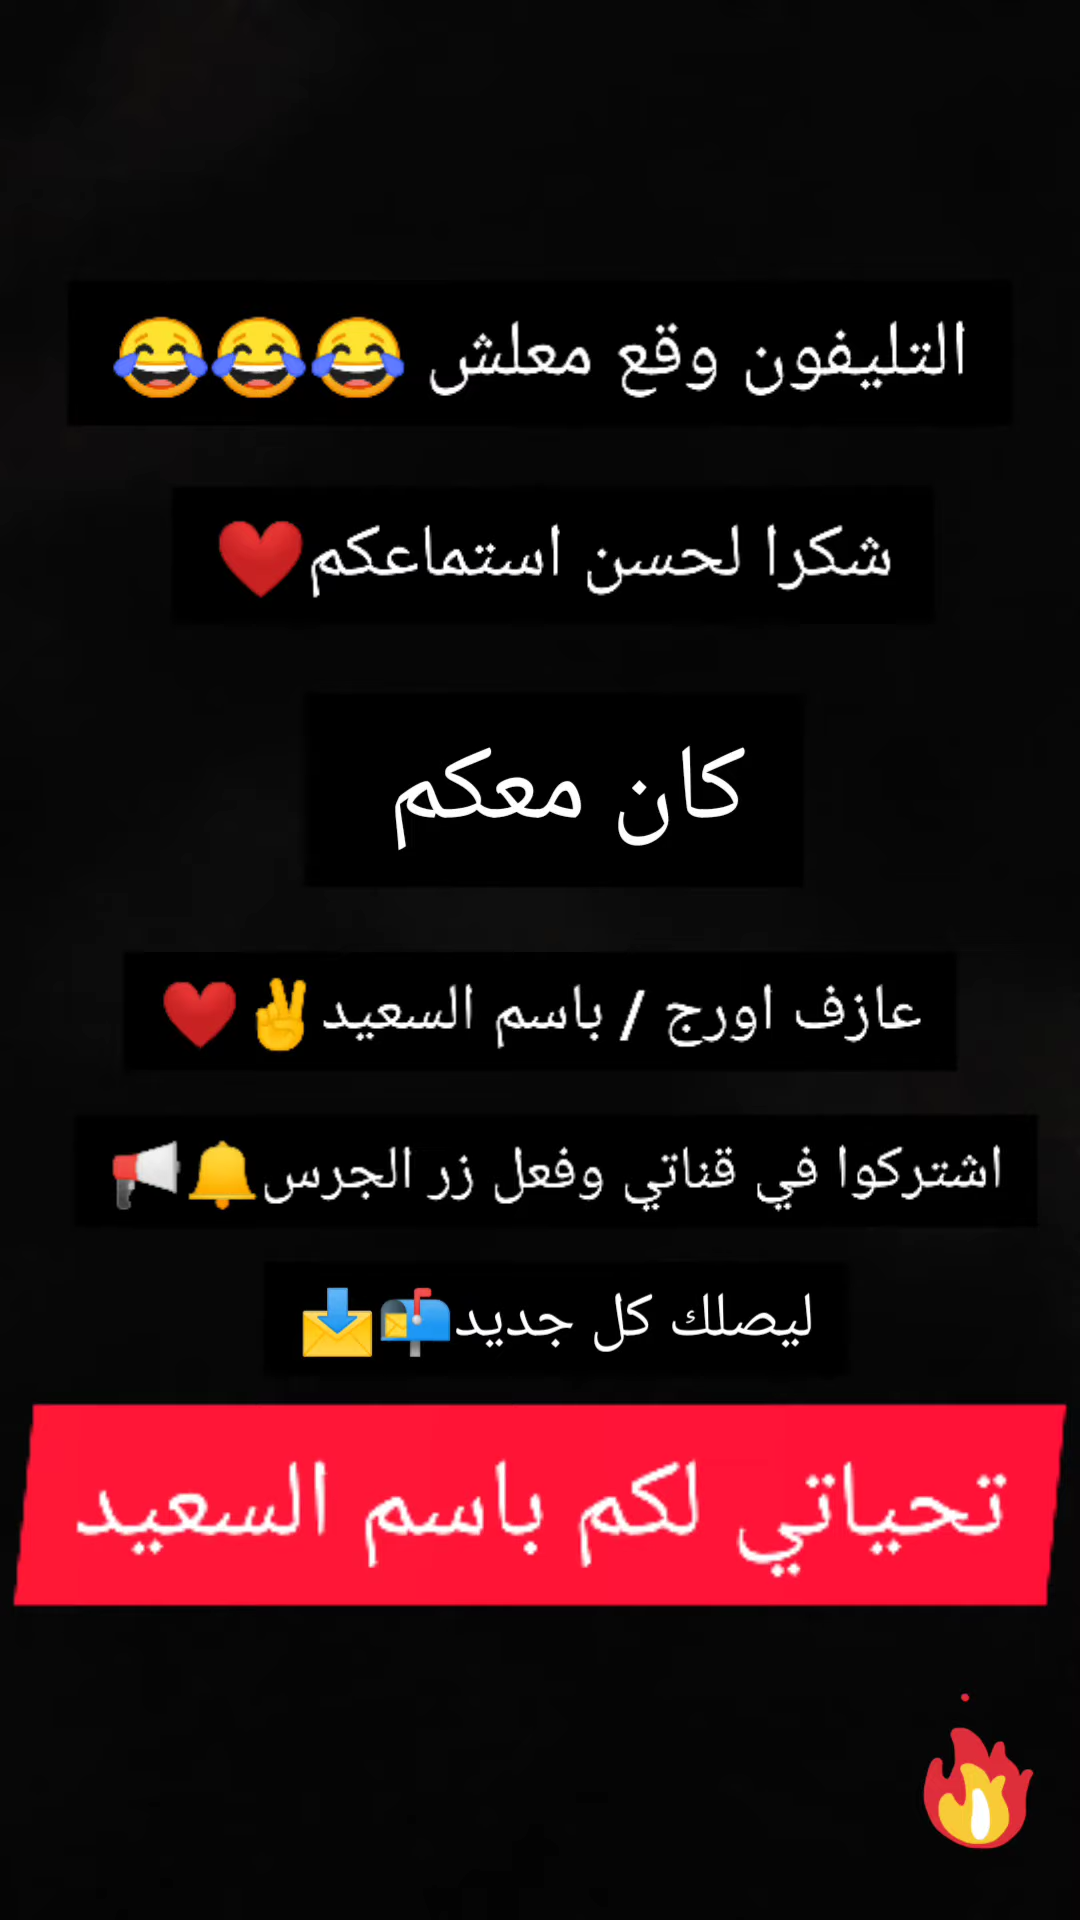 التليفون وقع معلش 😂😂😂
شكرا لحسن استماعكم❤️
كان معكم
عازف اورج / باسم السعيد✌️❤️
اشتركوا في قناتي وفعل زر الجرس🔔📢
ليصلك كل جديد📬📩
تحياتي لكم باسم السعيد